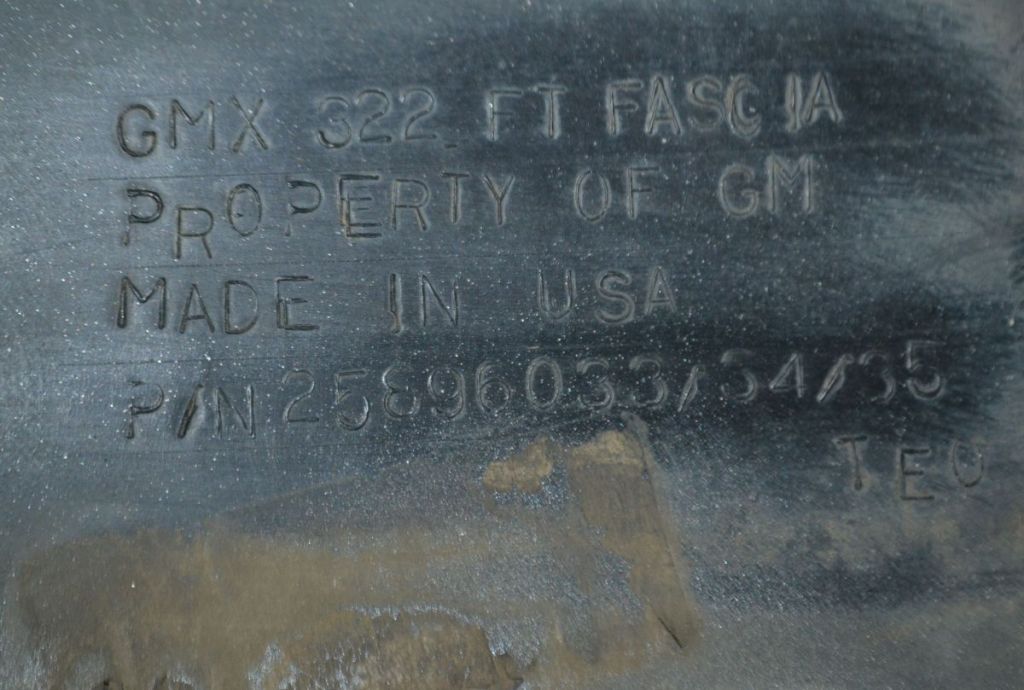 GMX 322 FT FASCIA
PROPERTY OF GM
MADE IN USA
P/N 25896033/34/35
TEO